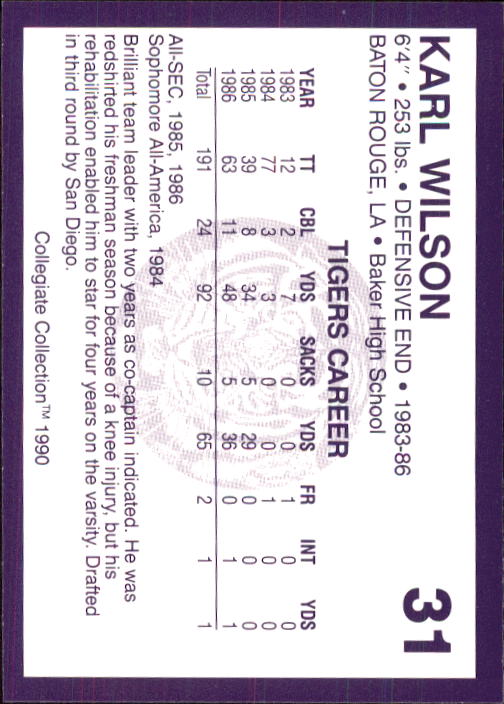 KARL WILSON 31
6'4" • 253 lbs. • DEFENSIVE END • 1983-86
BATON ROUGE, LA • Baker High School
TIGERS CAREER
YEAR TT CBL YDS SACKS YDS FR INT YDS
1983 12 2 7 0 0 1 0 0
1984 77 3 3 0 0 1 0 0
1985 39 8 34 5 29 0 0 0
1986 63 11 48 5 36 0 1 1
Total 191 24 92 10 65 2 1 1
All-SEC, 1985, 1986
Sophomore All-America, 1984
Brilliant team leader with two years as co-captain indicated. He was
redshirted his freshman season because of a knee injury, but his
rehabilitation enabled him to star for four years on the varsity. Drafted
in third round by San Diego.
Collegiate Collection™ 1990